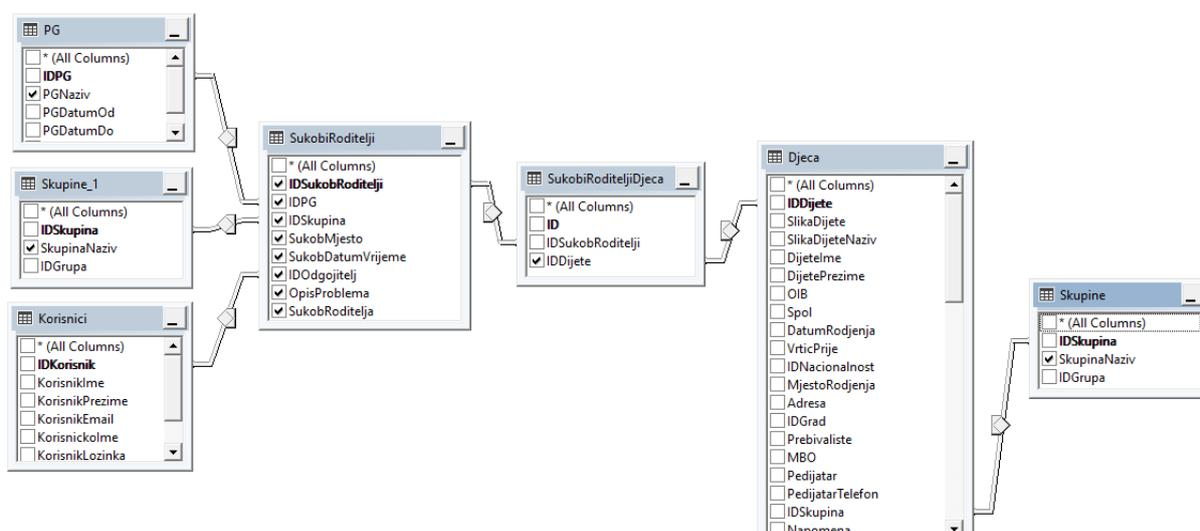 PG
* (All Columns)
IDPG
PGNaziv
PGDatumOd
PGDatumDo
Skupine_1
* (All Columns)
IDSkupina
SkupinaNaziv
IDGrupa
Korisnici
* (All Columns)
IDKorisnik
KorisnikIme
KorisnikPrezime
KorisnikEmail
KorisnickoIme
KorisnikLozinka
SukobiRoditelji
* (All Columns)
IDSukobRoditelji
IDPG
IDSkupina
SukobMjesto
SukobDatumVrijeme
IDOdgojitelj
OpisProblema
SukobRoditelja
SukobiRoditeljiDjeca
* (All Columns)
ID
IDSukobRoditelji
IDDijete
Djeca
* (All Columns)
IDDijete
SlikaDijete
SlikaDijeteNaziv
DijeteIme
DijetePrezime
OIB
Spol
DatumRodjenja
VrticPrije
IDNacionalnost
MjestoRodjenja
Adresa
IDGrad
Prebivaliste
MBO
Pedijatar
PedijatarTelefon
IDSkupina
Napomena
Skupine
* (All Columns)
IDSkupina
SkupinaNaziv
IDGrupa